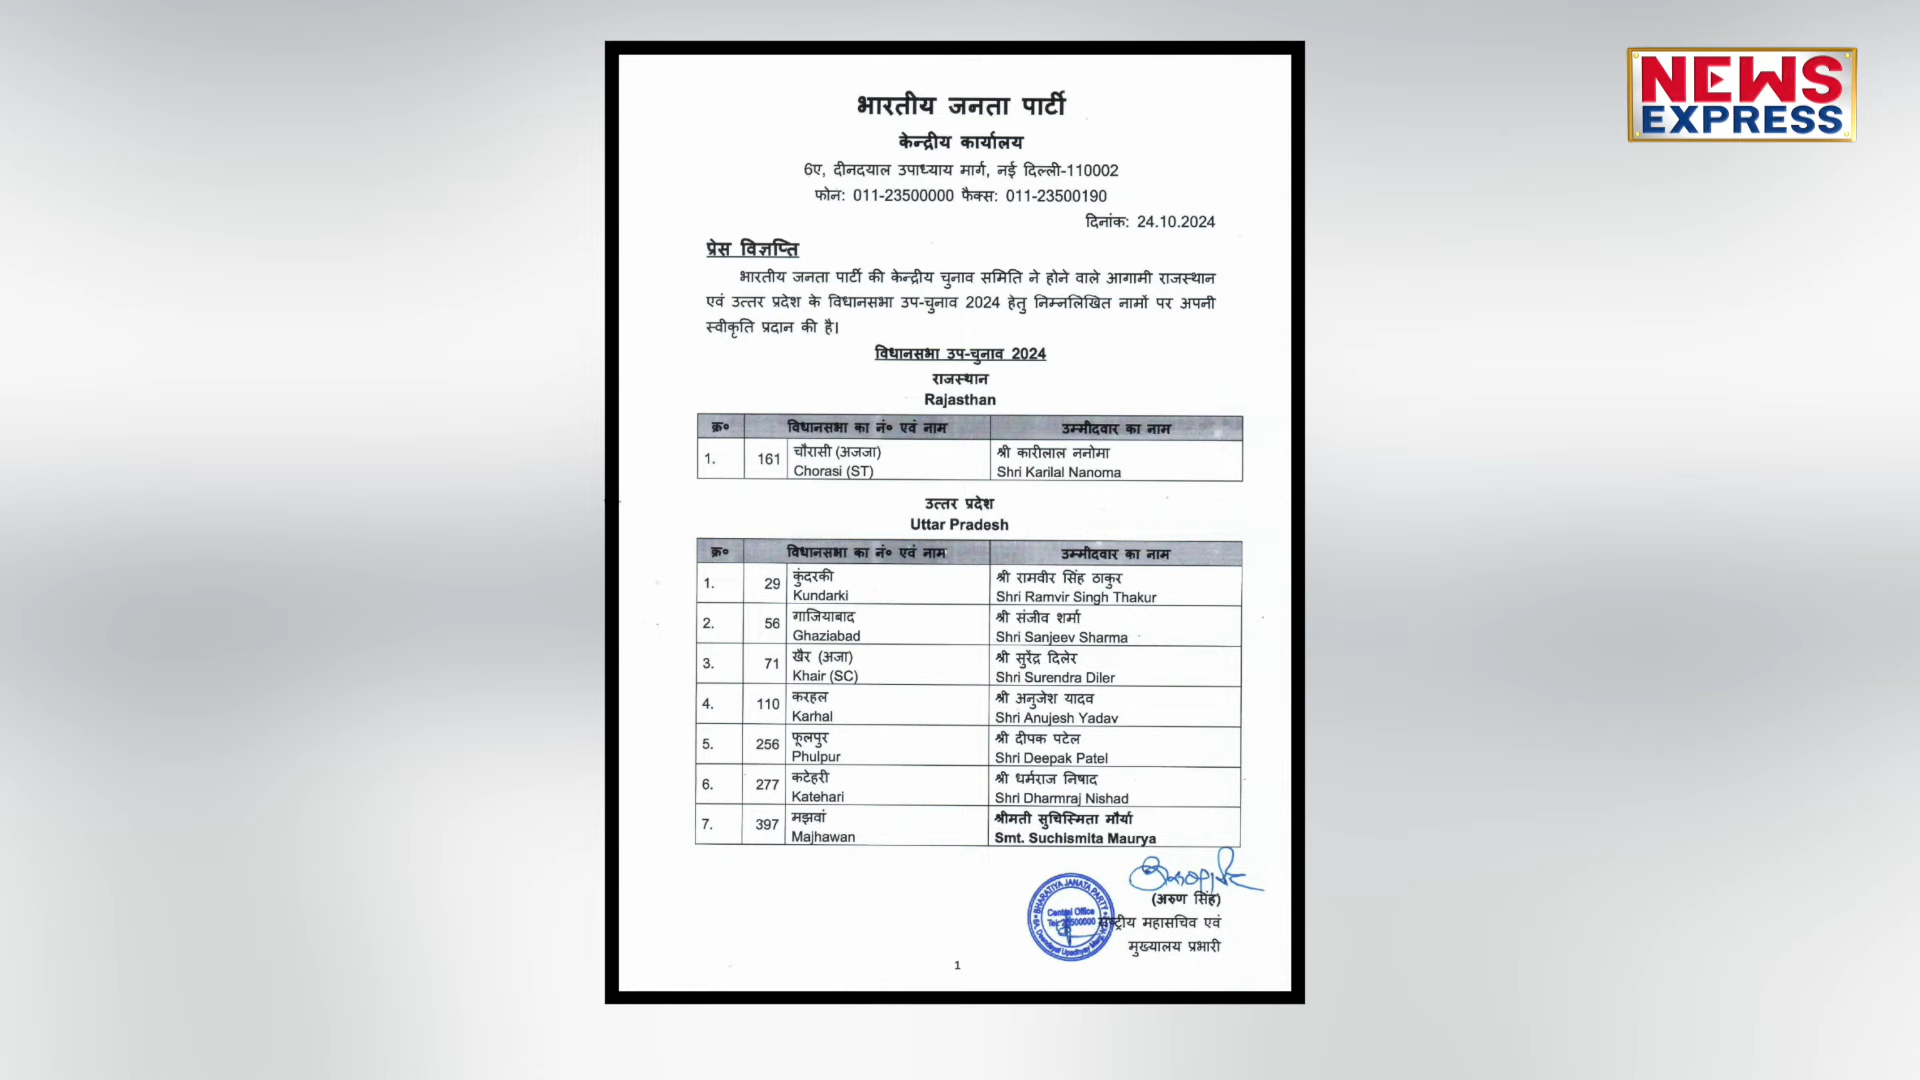 NEWS
EXPRESS
भारतीय जनता पार्टी
केन्द्रीय कार्यालय
6ए, दीनदयाल उपाध्याय मार्ग, नई दिल्ली-110002
फोन: 011-23500000 फैक्स: 011-23500190
दिनांक: 24.10.2024
प्रेस विज्ञप्ति
भारतीय जनता पार्टी की केन्द्रीय चुनाव समिति ने होने वाले आगामी राजस्थान
एवं उत्तर प्रदेश के विधानसभा उप-चुनाव 2024 हेतु निम्नलिखित नामों पर अपनी
स्वीकृति प्रदान की है।
विधानसभा उप-चुनाव 2024
राजस्थान
Rajasthan
क्र० विधानसभा का नं० एवं नाम उम्मीदवार का नाम
1. 161 चौरासी (अजजा) श्री कारीलाल ननोमा
Chorasi (ST) Shri Karilal Nanoma
उत्तर प्रदेश
Uttar Pradesh
क्र० विधानसभा का नं० एवं नाम उम्मीदवार का नाम
1. 29 कुंदरकी श्री रामवीर सिंह ठाकुर
Kundarki Shri Ramvir Singh Thakur
2. 56 गाजियाबाद श्री संजीव शर्मा
Ghaziabad Shri Sanjeev Sharma
3. 71 खैर (अजा) श्री सुरेंद्र दिलेर
Khair (SC) Shri Surendra Diler
4. 110 करहल श्री अनुजेश यादव
Karhal Shri Anujesh Yadav
5. 256 फूलपुर श्री दीपक पटेल
Phulpur Shri Deepak Patel
6. 277 कटेहरी श्री धर्मराज निषाद
Katehari Shri Dharmraj Nishad
7. 397 मझवां श्रीमती सुचिस्मिता मौर्या
Majhawan Smt. Suchismita Maurya
(अरुण सिंह)
राष्ट्रीय महासचिव एवं
मुख्यालय प्रभारी
BHARATIYA JANATA PARTY
Central Office
1